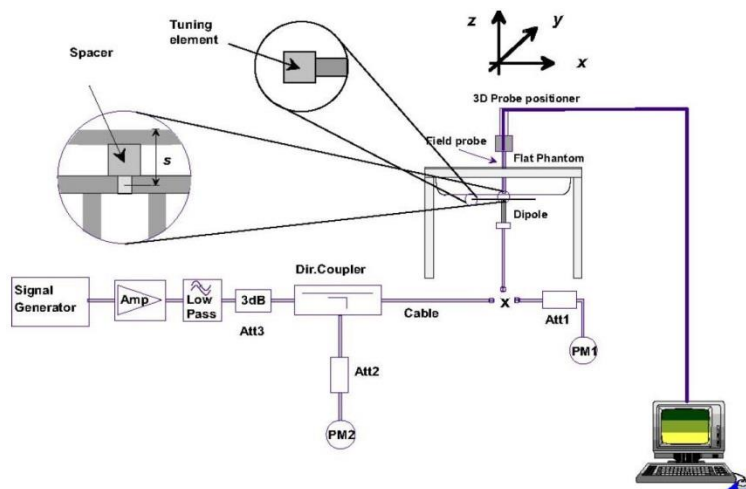 Tuning
element
Spacer
s
z
y
x
3D Probe positioner
Field probe
Flat Phantom
Dipole
Signal
Generator
Amp
Low
Pass
3dB
Att3
Dir.Coupler
Cable
x
Att1
PM1
Att2
PM2